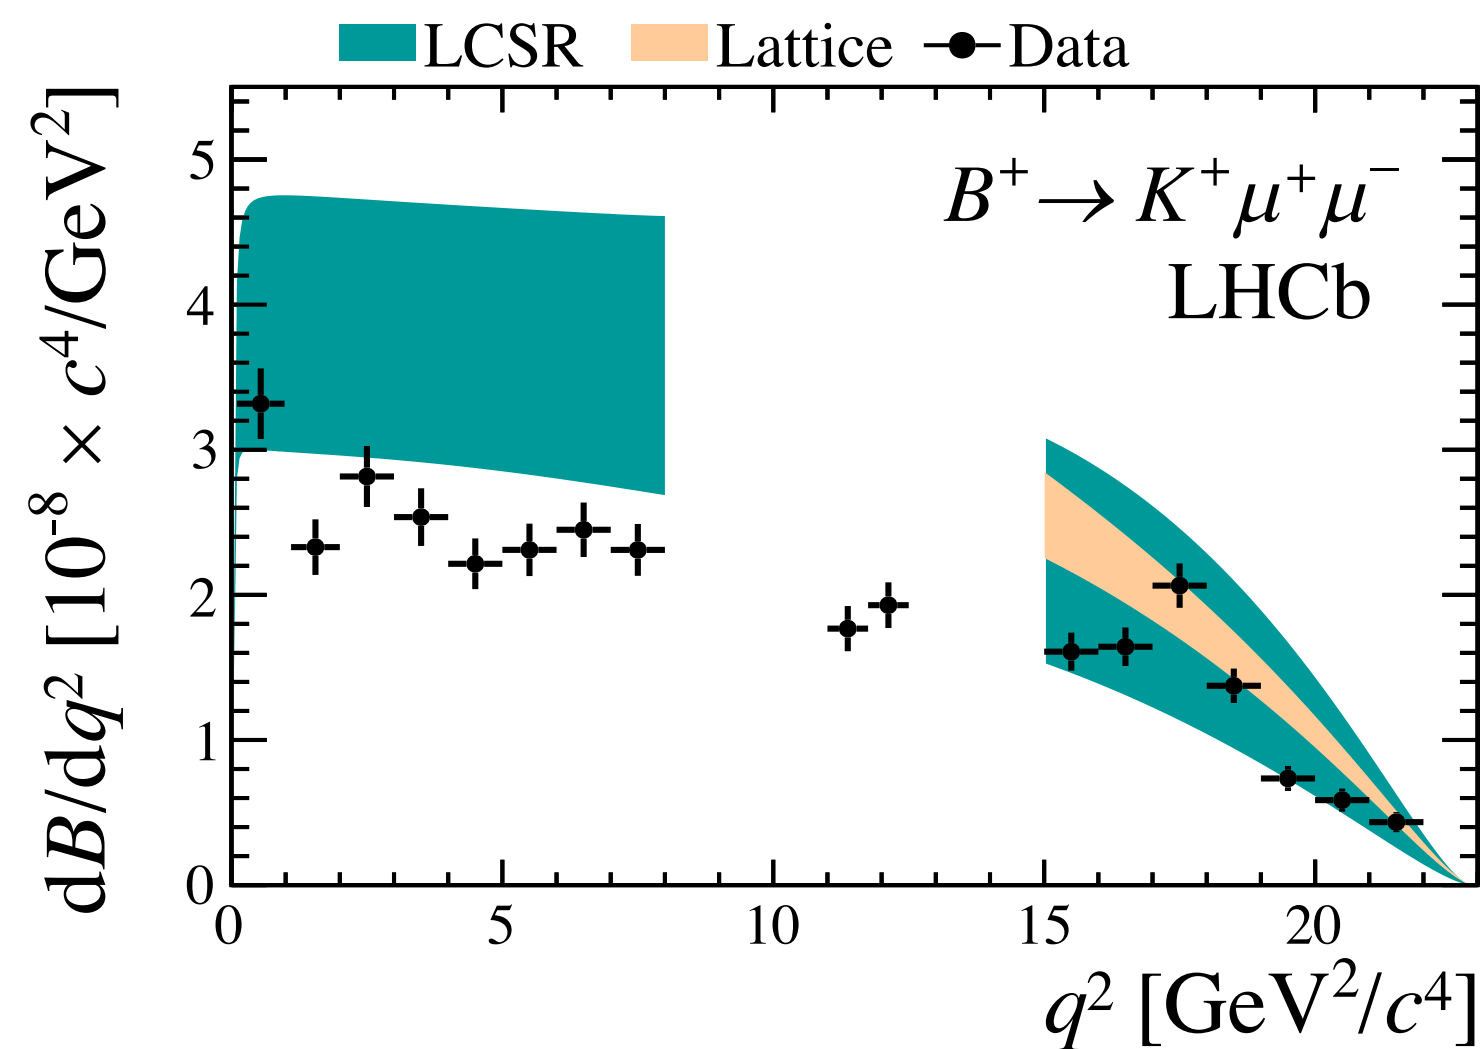 LCSR Lattice Data
dB/dq² [10⁻⁸ × c⁴/GeV²]
B⁺→ K⁺μ⁺μ⁻
LHCb
5
4
3
2
1
0
0 5 10 15 20
q² [GeV²/c⁴]